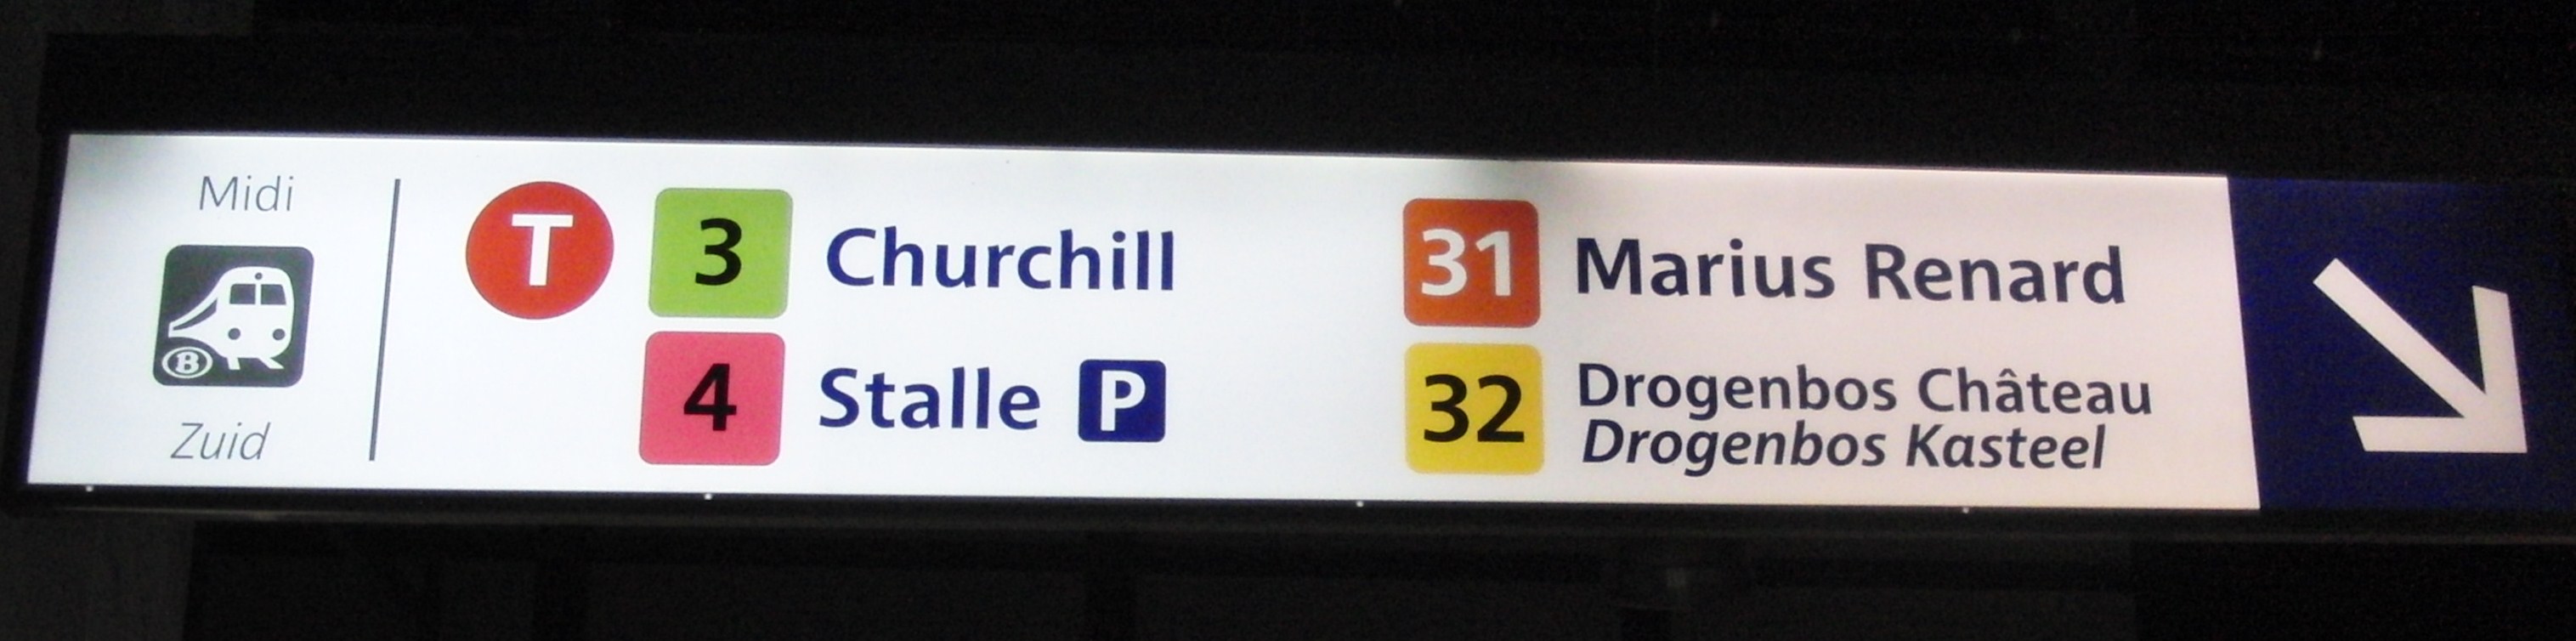 Midi
B
Zuid
T 3 Churchill
4 Stalle P
31 Marius Renard
32 Drogenbos Château
Drogenbos Kasteel